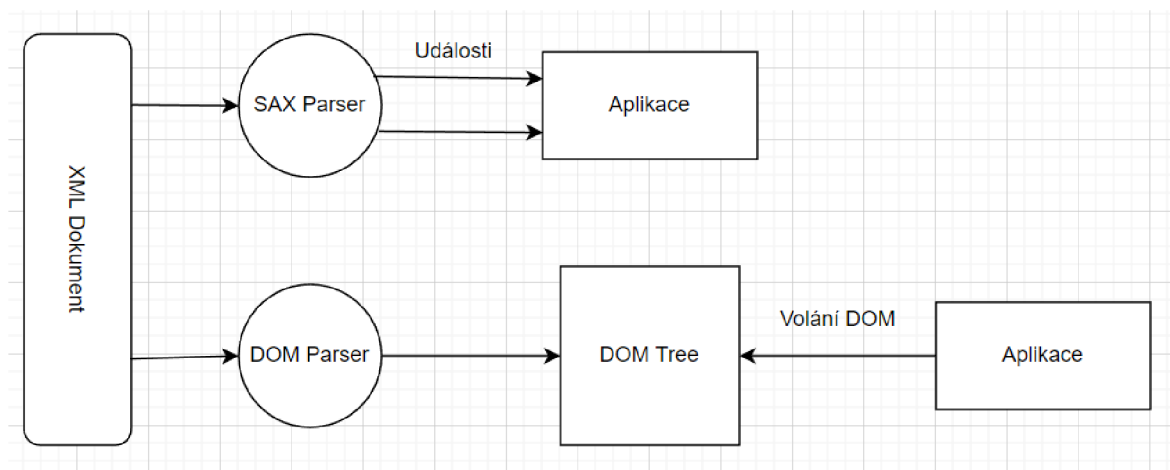 XML Dokument
SAX Parser
Události
Aplikace
DOM Parser
DOM Tree
Volání DOM
Aplikace